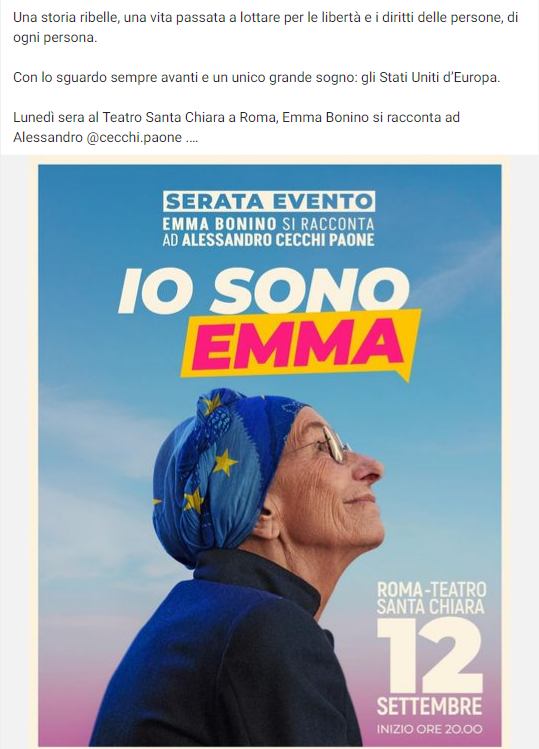 Una storia ribelle, una vita passata a lottare per le libertà e i diritti delle persone, di
ogni persona.
Con lo sguardo sempre avanti e un unico grande sogno: gli Stati Uniti d’Europa.
Lunedì sera al Teatro Santa Chiara a Roma, Emma Bonino si racconta ad
Alessandro @cecchi.paone ....
SERATA EVENTO
EMMA BONINO SI RACCONTA
AD ALESSANDRO CECCHI PAONE
IO SONO
EMMA
ROMA-TEATRO
SANTA CHIARA
12
SETTEMBRE
INIZIO ORE 20.00